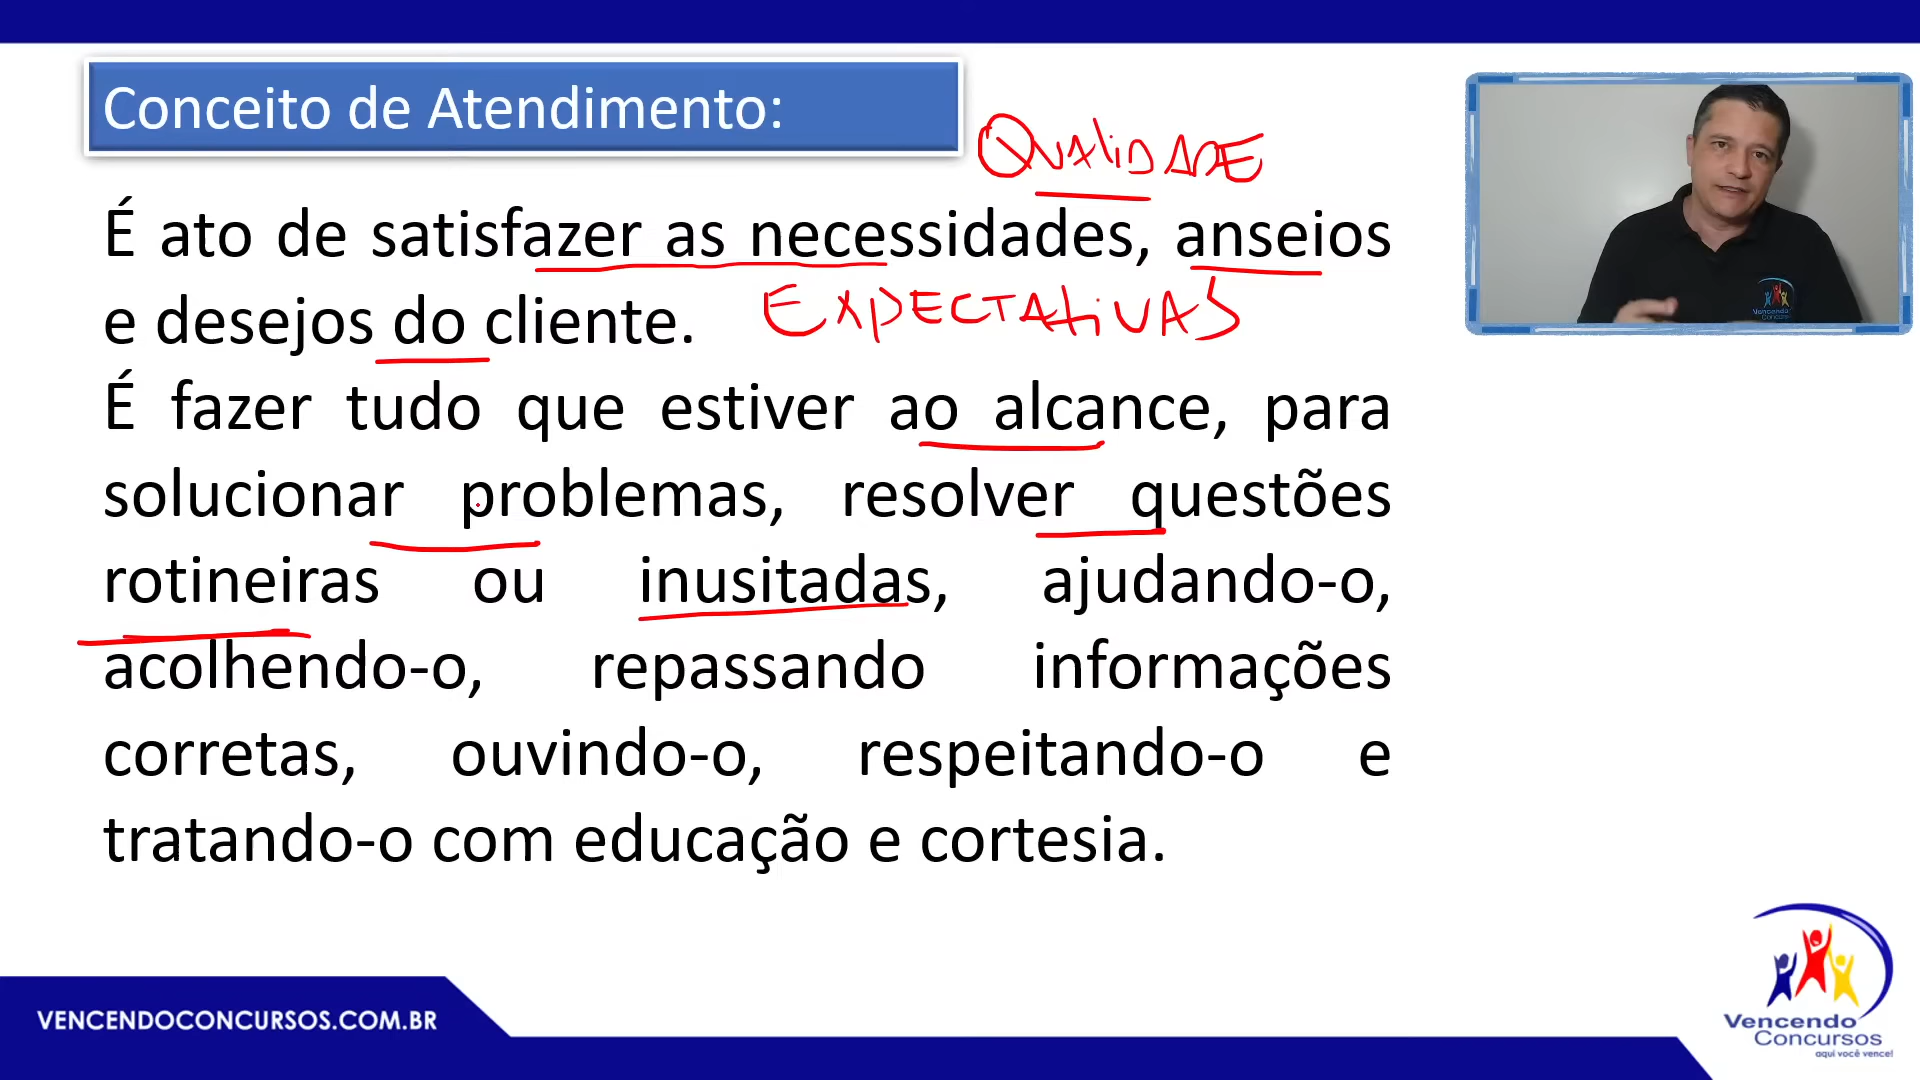 Conceito de Atendimento:
QUALIDADE
É ato de satisfazer as necessidades, anseios
e desejos do cliente.
EXPECTATIVAS
É fazer tudo que estiver ao alcance, para
solucionar problemas, resolver questões
rotineiras ou inusitadas, ajudando-o,
acolhendo-o, repassando informações
corretas, ouvindo-o, respeitando-o e
tratando-o com educação e cortesia.
VENCENDOCONCURSOS.COM.BR
Vencendo
Concursos
aqui você vence!